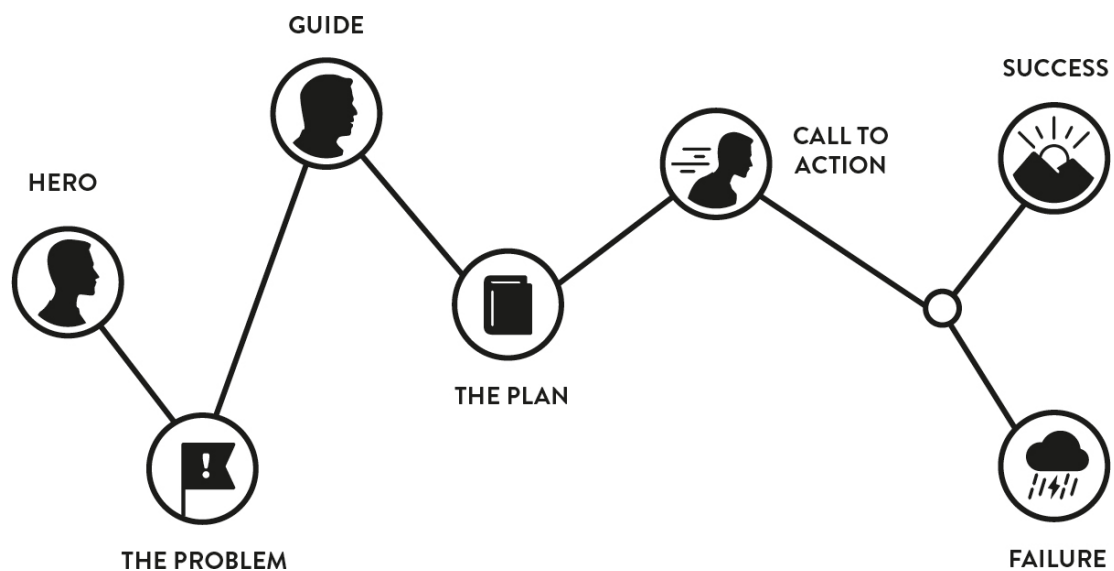 HERO
THE PROBLEM
GUIDE
THE PLAN
CALL TO
ACTION
SUCCESS
FAILURE